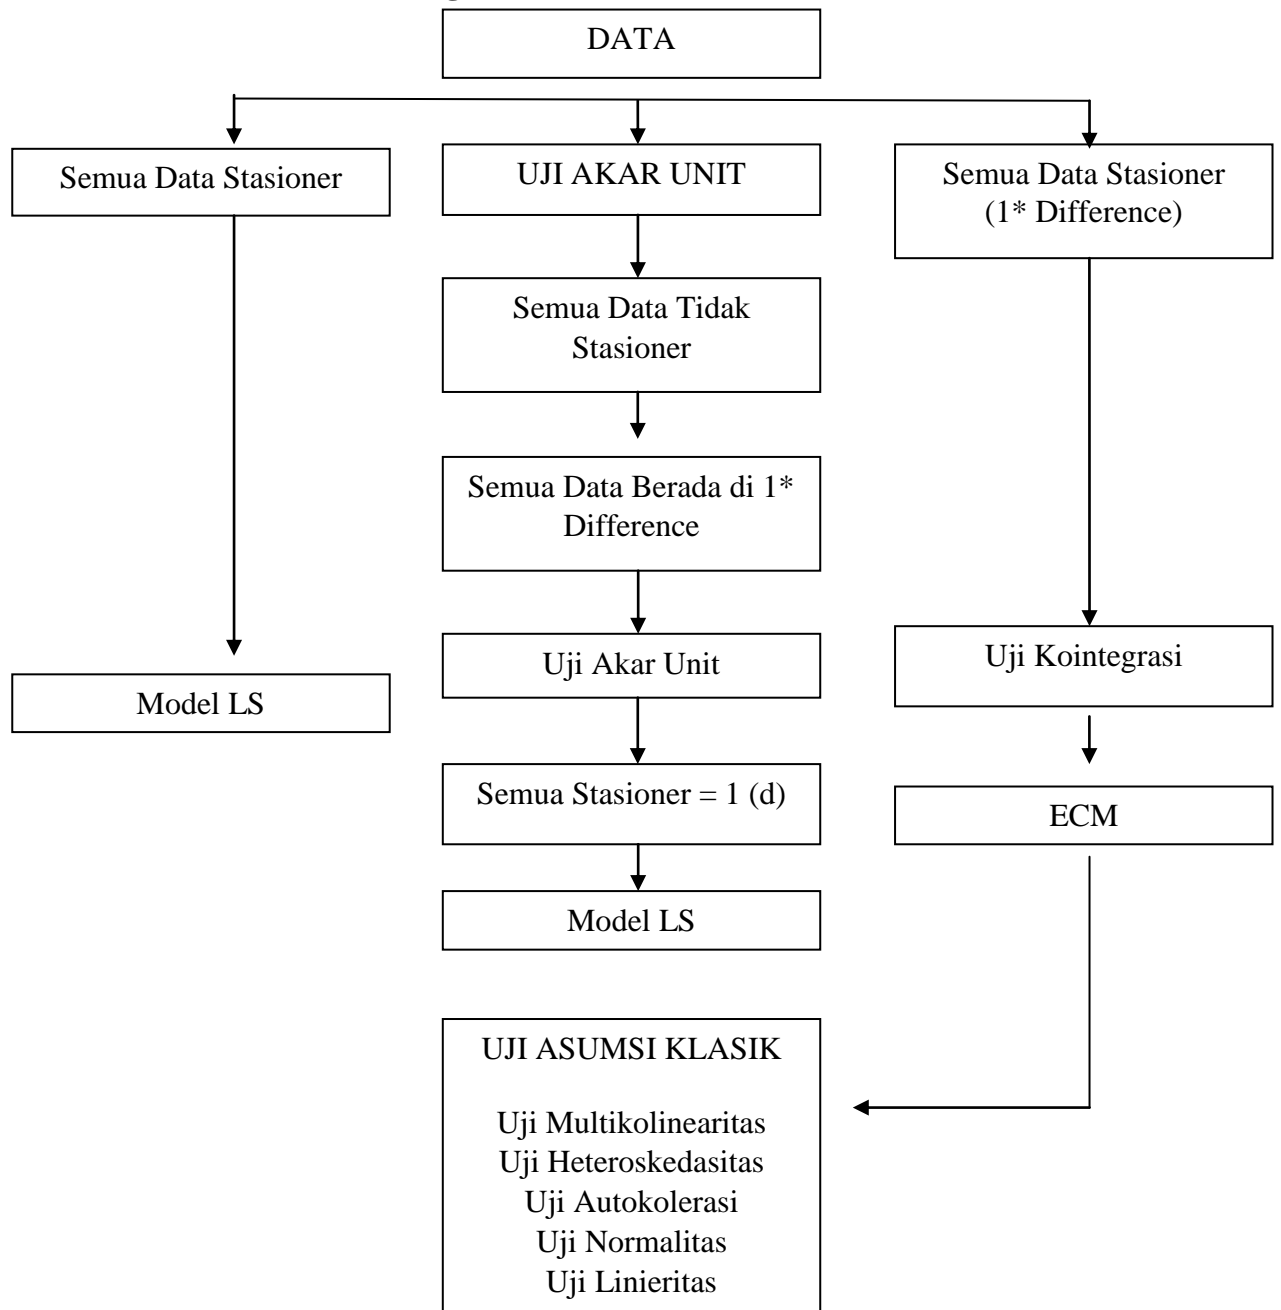 DATA
Semua Data Stasioner
UJI AKAR UNIT
Semua Data Stasioner
(1* Difference)
Semua Data Tidak
Stasioner
Semua Data Berada di 1*
Difference
Uji Akar Unit
Uji Kointegrasi
Model LS
Semua Stasioner = 1 (d)
ECM
Model LS
UJI ASUMSI KLASIK
Uji Multikolinearitas
Uji Heteroskedasitas
Uji Autokolerasi
Uji Normalitas
Uji Linieritas